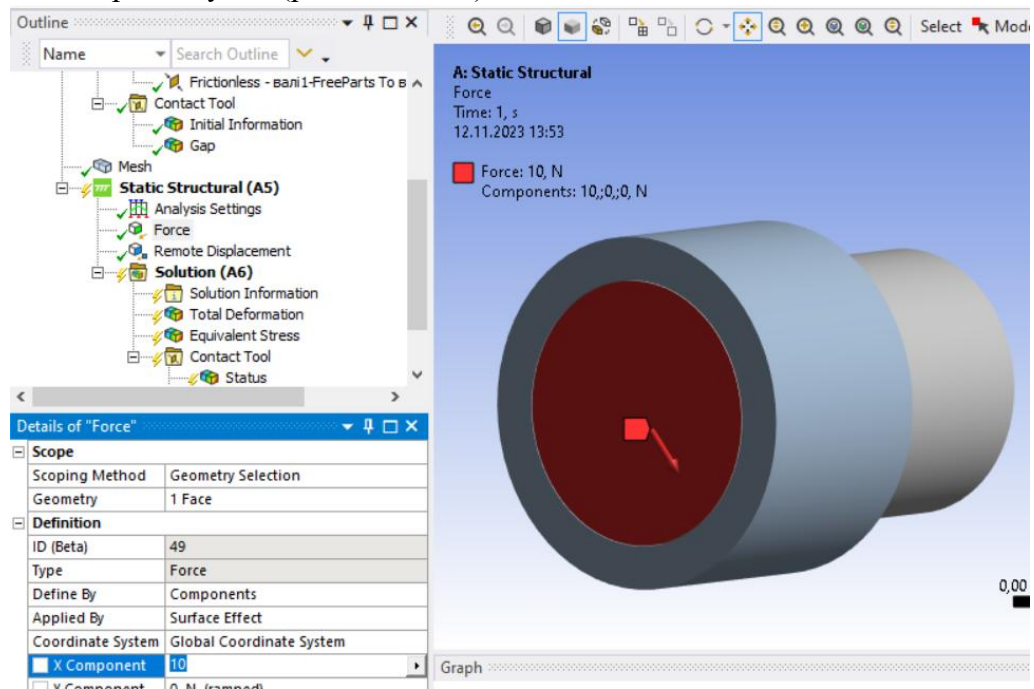 Outline
Name
Search Outline
Frictionless - валі1-FreeParts To в
Contact Tool
Initial Information
Gap
Mesh
Static Structural (A5)
Analysis Settings
Force
Remote Displacement
Solution (A6)
Solution Information
Total Deformation
Equivalent Stress
Contact Tool
Status
Details of "Force"
Scope
Scoping Method Geometry Selection
Geometry 1 Face
Definition
ID (Beta) 49
Type Force
Define By Components
Applied By Surface Effect
Coordinate System Global Coordinate System
X Component 10
Select Mode
A: Static Structural
Force
Time: 1, s
12.11.2023 13:53
Force: 10, N
Components: 10,;0,;0, N
0,00
Graph